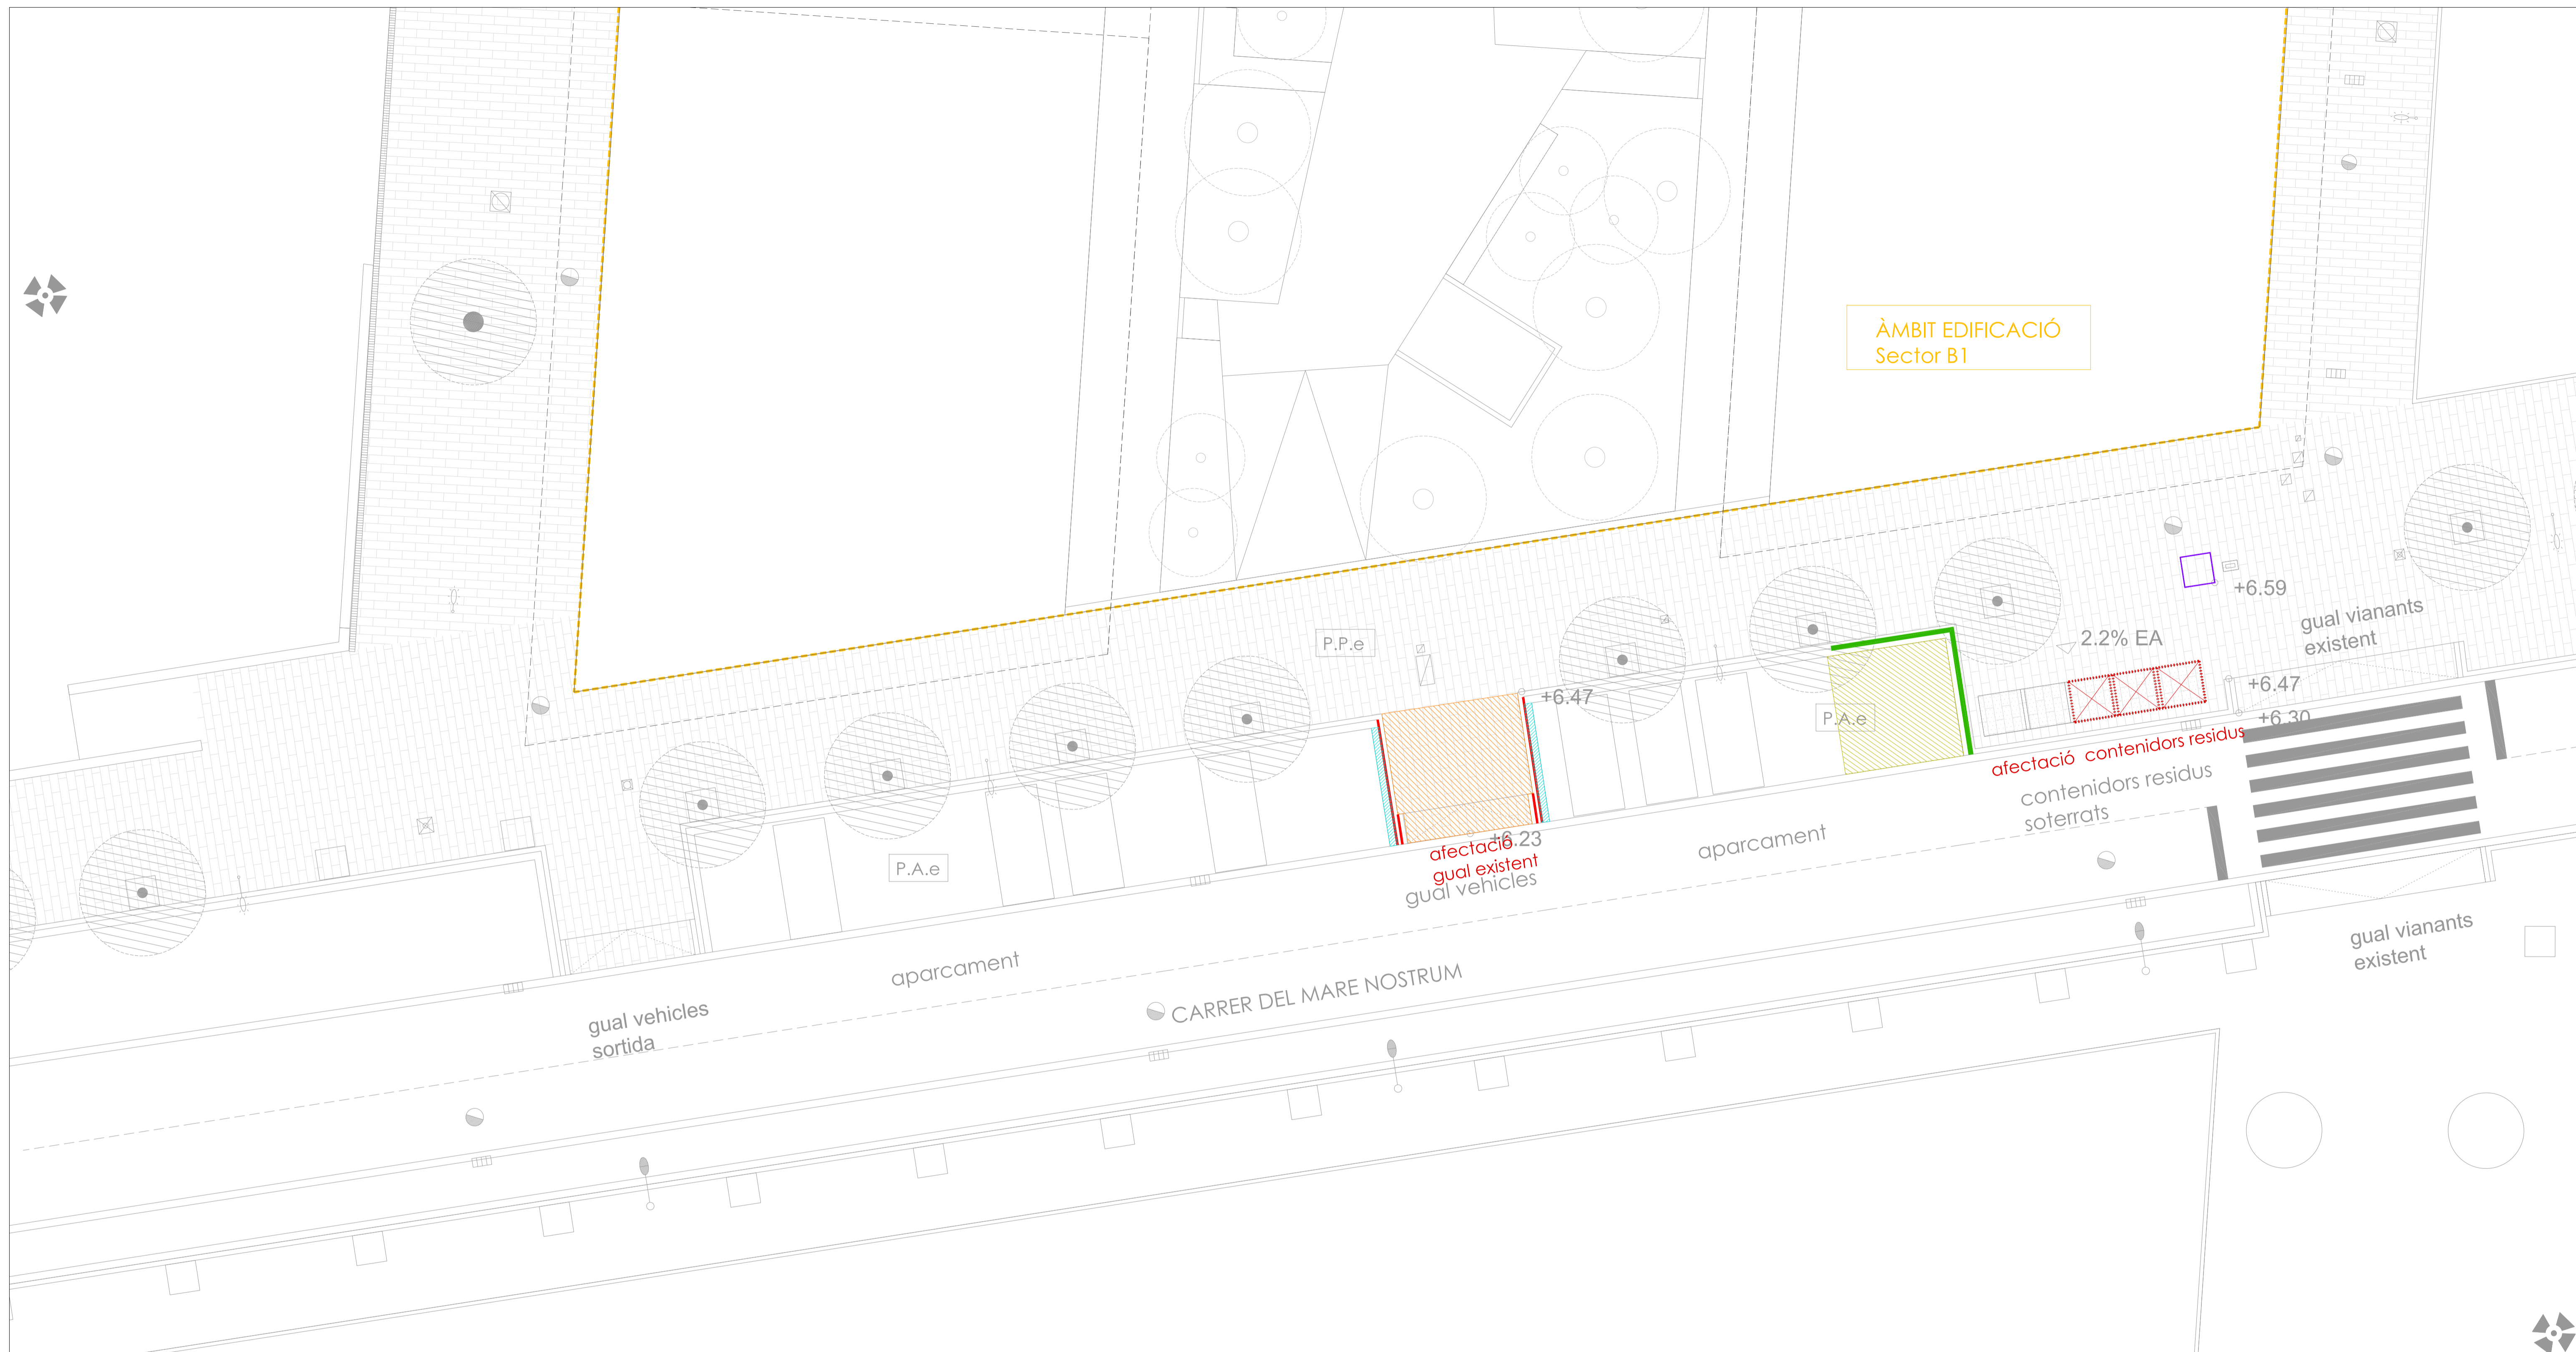 ÀMBIT EDIFICACIÓ
Sector B1
+6.59
gual vianants
existent
2.2% EA
P.P.e
+6.47
+6.47
P.A.e
+6.30
afectació contenidors residus
contenidors residus
soterrats
+6.23
afectació
gual existent
gual vehicles
aparcament
P.A.e
aparcament
gual vianants
existent
CARRER DEL MARE NOSTRUM
gual vehicles
sortida